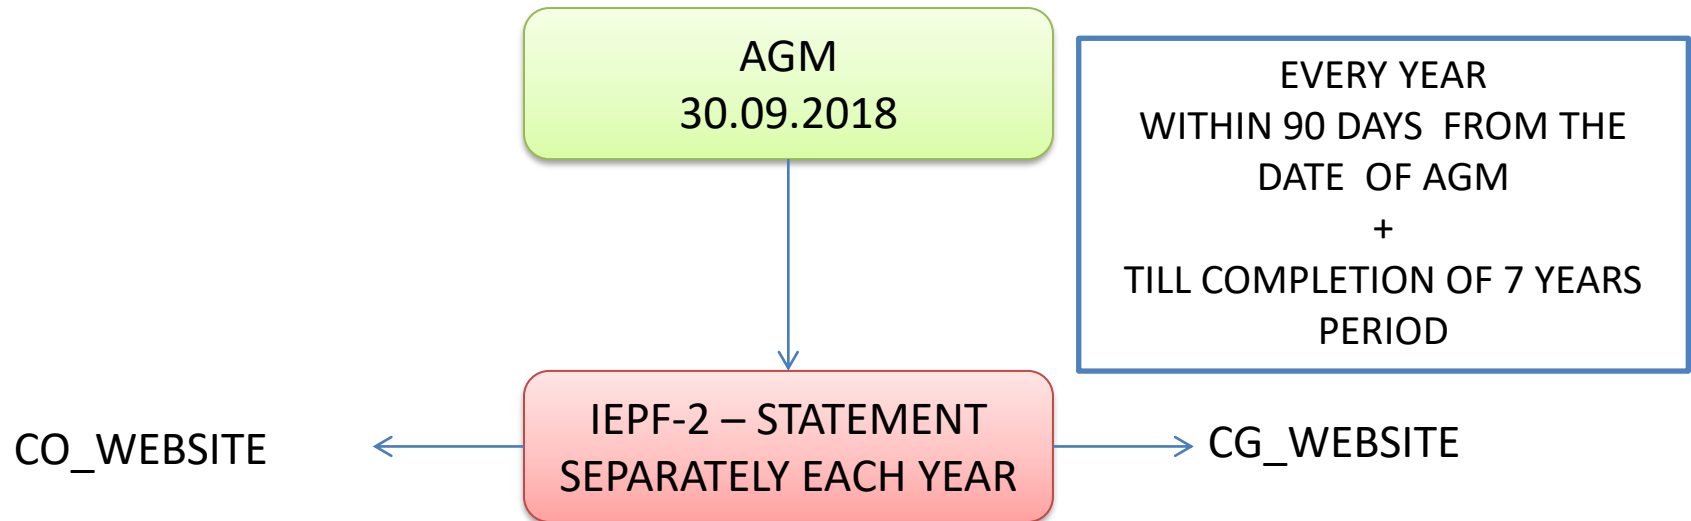 AGM
30.09.2018
EVERY YEAR
WITHIN 90 DAYS FROM THE
DATE OF AGM
+
TILL COMPLETION OF 7 YEARS
PERIOD
IEPF-2 – STATEMENT
SEPARATELY EACH YEAR
CO_WEBSITE
CG_WEBSITE